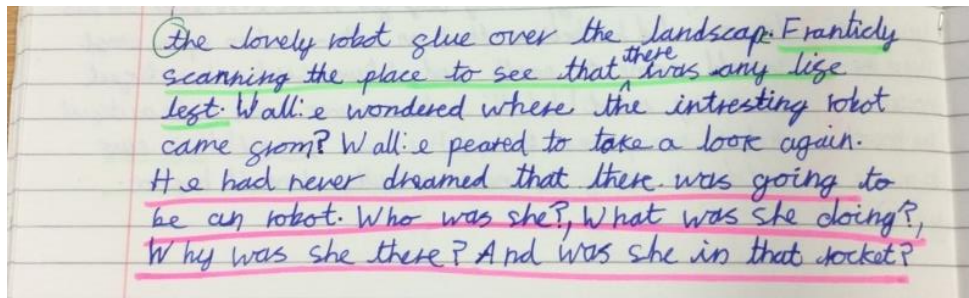 the lovely robot glue over the landscape. Franticly
scanning the place to see that there was any lige
legt. Wall:e wondered where the intresting robot
came grom? Wall:e peared to take a look again.
He had never dreamed that there was going to
be an robot. Who was she?, What was she doing?,
Why was she there? And was she in that rocket?